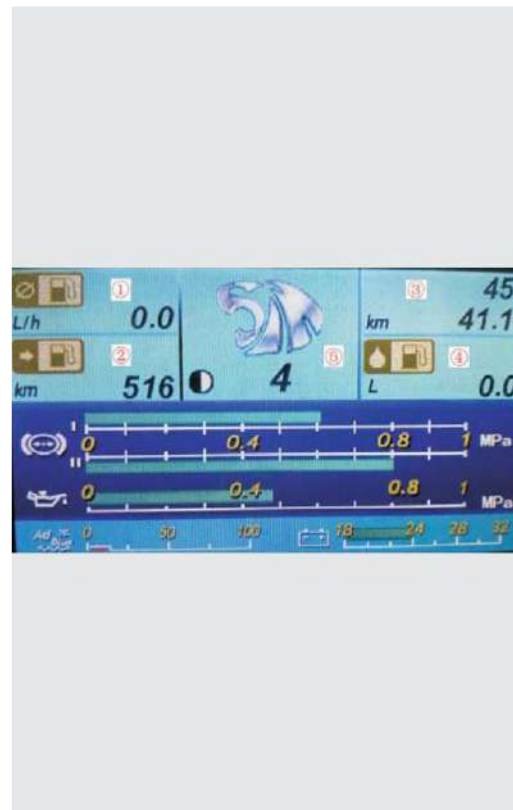 ① ③ 45
L/h 0.0 km 41.1
② ⑤ ④
km 516 4 L 0.0
I
0 0.4 0.8 1 MPa
II
0 0.4 0.8 1
MPa
Ad Blue 0 50 100 18 24 28 32